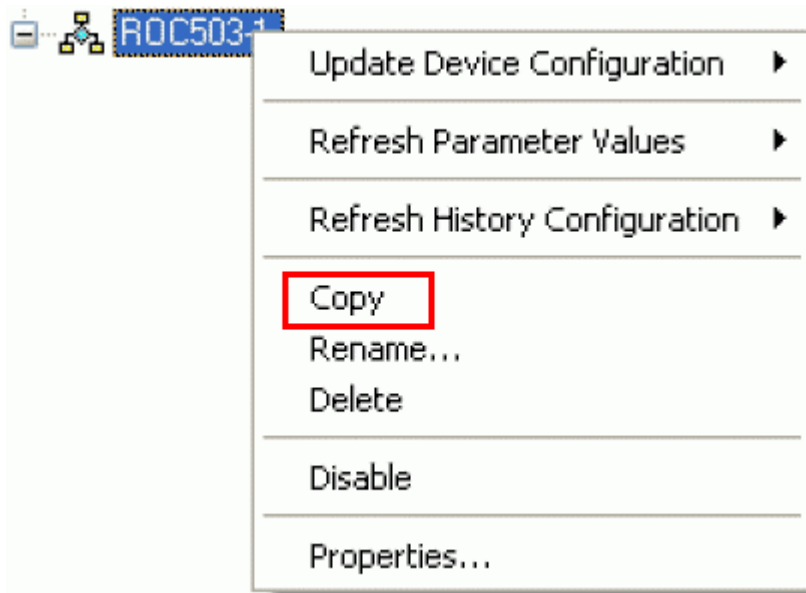 ROC503-1
Update Device Configuration
Refresh Parameter Values
Refresh History Configuration
Copy
Rename...
Delete
Disable
Properties...